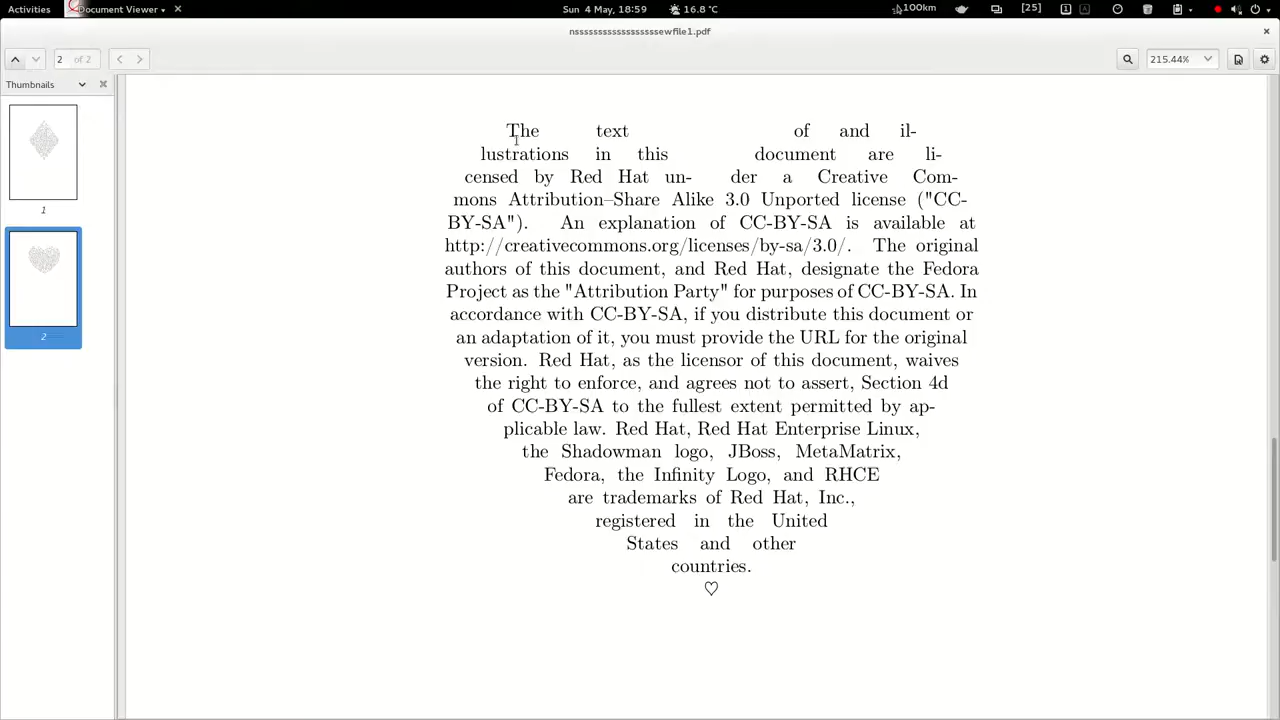 Activities Document Viewer Sun 4 May, 18:59 16.8 °C 100km [25] 1
nsssssssssssssssssewfile1.pdf
2 of 2 215.44%
Thumbnails
1
2
The text of and il-
lustrations in this document are li-
censed by Red Hat un- der a Creative Com-
mons Attribution–Share Alike 3.0 Unported license ("CC-
BY-SA"). An explanation of CC-BY-SA is available at
http://creativecommons.org/licenses/by-sa/3.0/. The original
authors of this document, and Red Hat, designate the Fedora
Project as the "Attribution Party" for purposes of CC-BY-SA. In
accordance with CC-BY-SA, if you distribute this document or
an adaptation of it, you must provide the URL for the original
version. Red Hat, as the licensor of this document, waives
the right to enforce, and agrees not to assert, Section 4d
of CC-BY-SA to the fullest extent permitted by ap-
plicable law. Red Hat, Red Hat Enterprise Linux,
the Shadowman logo, JBoss, MetaMatrix,
Fedora, the Infinity Logo, and RHCE
are trademarks of Red Hat, Inc.,
registered in the United
States and other
countries.
♡